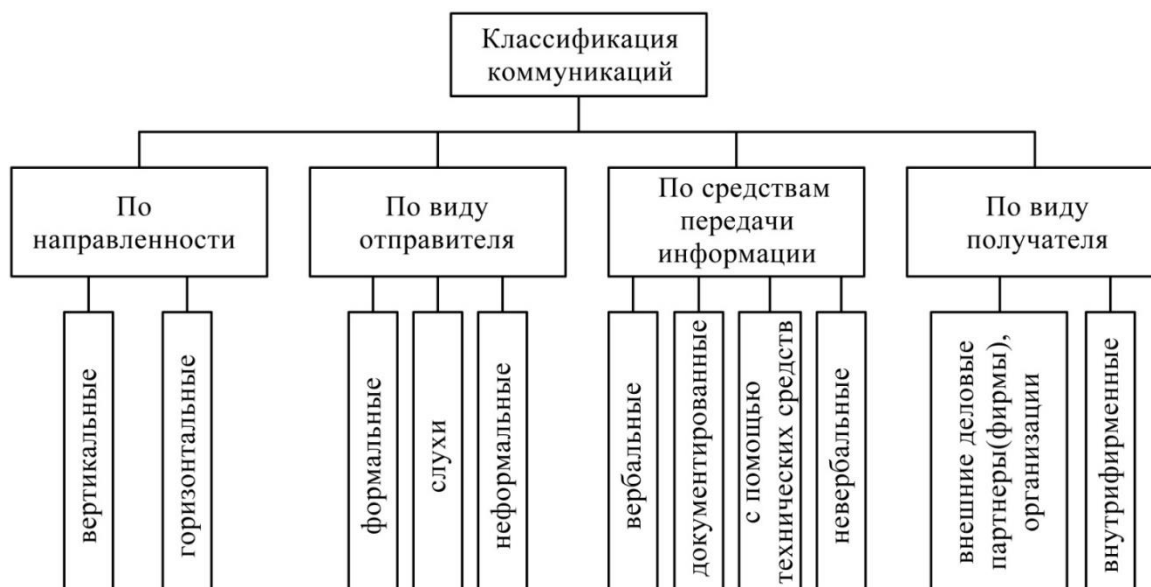 Классификация
коммуникаций
По
направленности
По виду
отправителя
По средствам
передачи
информации
По виду
получателя
вертикальные
горизонтальные
формальные
слухи
неформальные
вербальные
документированные
с помощью
технических средств
невербальные
внешние деловые
партнеры(фирмы),
организации
внутрифирменные